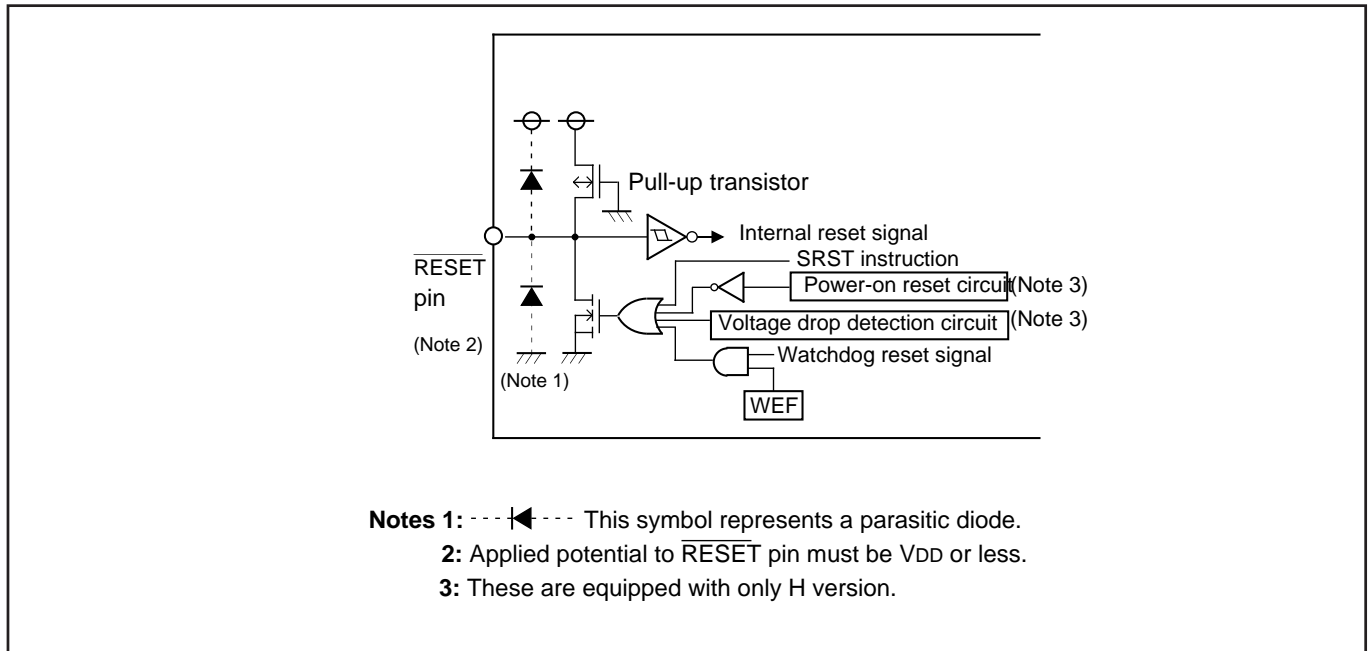 Pull-up transistor
Internal reset signal
SRST instruction
RESET
pin
Power-on reset circuit(Note 3)
Voltage drop detection circuit (Note 3)
(Note 2)
Watchdog reset signal
(Note 1)
WEF
Notes 1: This symbol represents a parasitic diode.
2: Applied potential to RESET pin must be VDD or less.
3: These are equipped with only H version.